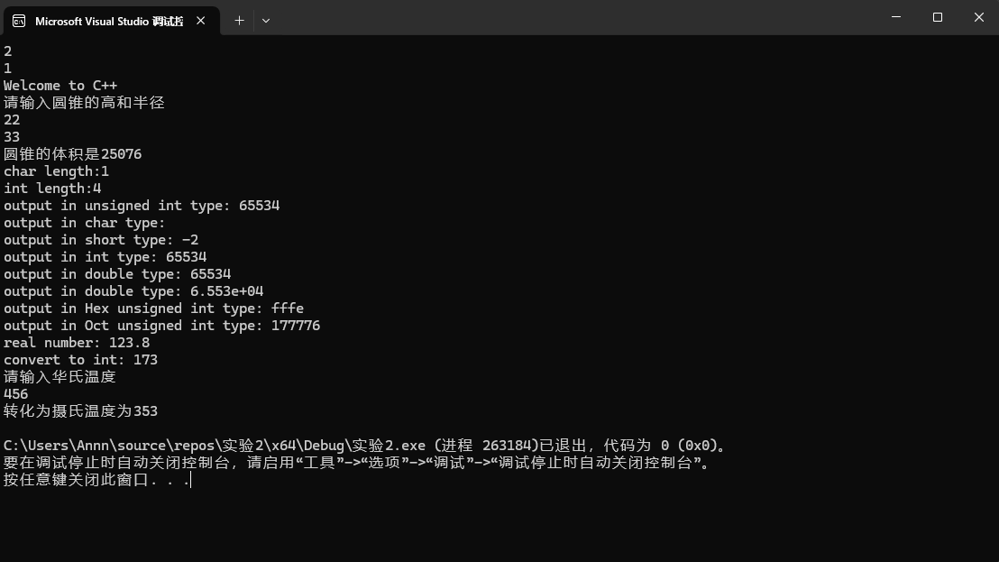 Microsoft Visual Studio 调试控
2
1
Welcome to C++
请输入圆锥的高和半径
22
33
圆锥的体积是25076
char length:1
int length:4
output in unsigned int type: 65534
output in char type:
output in short type: -2
output in int type: 65534
output in double type: 65534
output in double type: 6.553e+04
output in Hex unsigned int type: fffe
output in Oct unsigned int type: 177776
real number: 123.8
convert to int: 173
请输入华氏温度
456
转化为摄氏温度为353
C:\Users\Annn\source\repos\实验2\x64\Debug\实验2.exe (进程 263184)已退出，代码为 0 (0x0)。
要在调试停止时自动关闭控制台，请启用“工具”->“选项”->“调试”->“调试停止时自动关闭控制台”。
按任意键关闭此窗口. . .